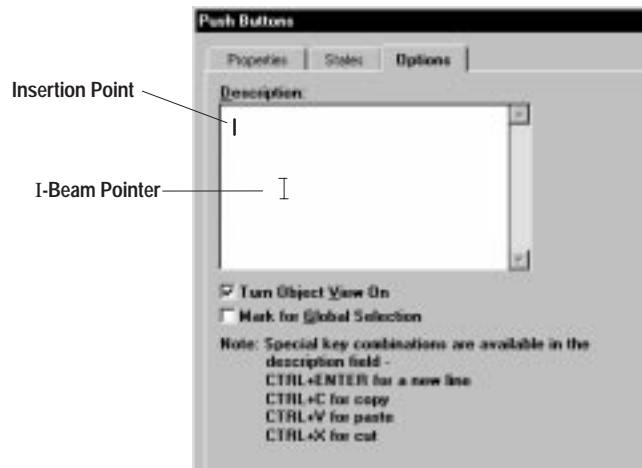 Push Buttons
Properties States Options
Insertion Point
Description:
I-Beam Pointer
Turn Object View On
Mark for Global Selection
Note: Special key combinations are available in the
description field -
CTRL+ENTER for a new line
CTRL+C for copy
CTRL+V for paste
CTRL+X for cut